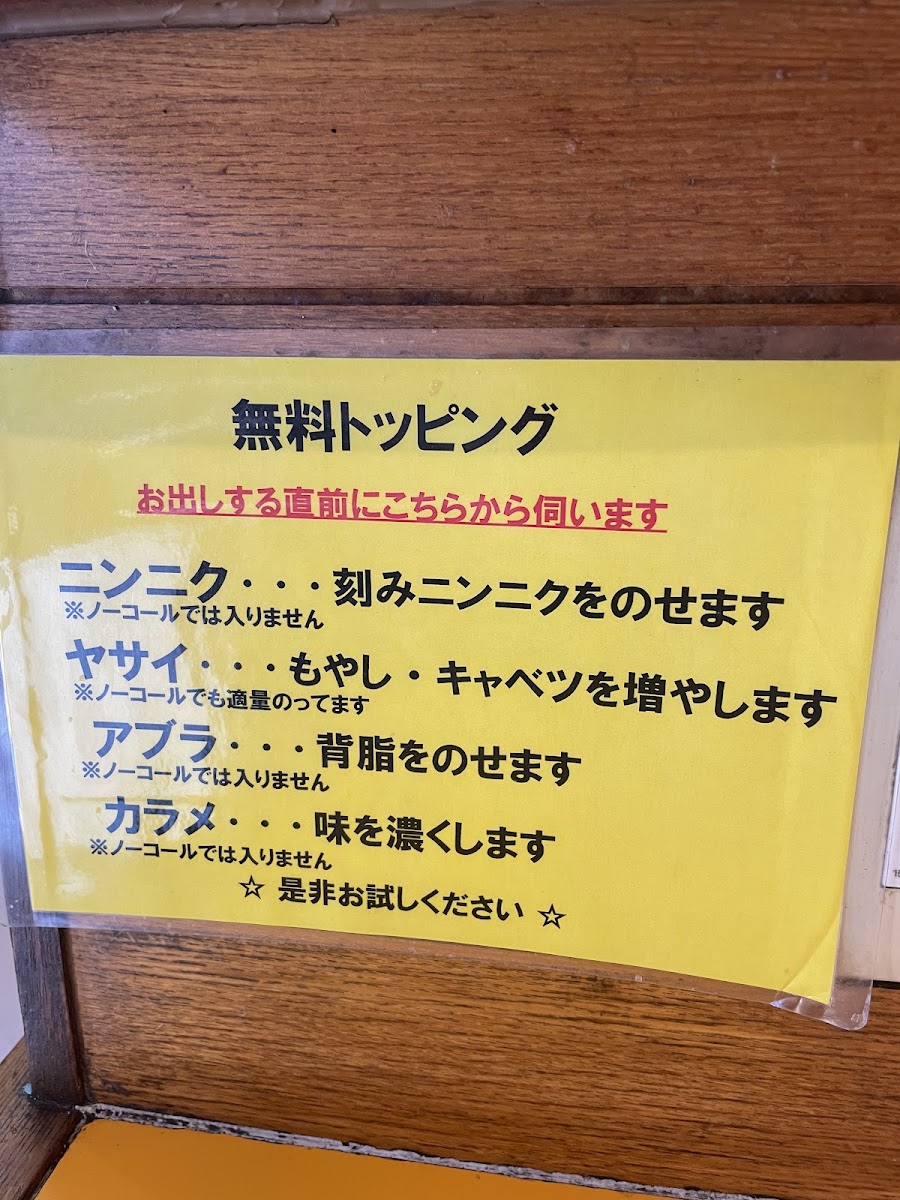 無料トッピング
お出しする直前にこちらから伺います
ニンニク・・・刻みニンニクをのせます
※ノーコールでは入りません
ヤサイ・・・もやし・キャベツを増やします
※ノーコールでも適量のってます
アブラ・・・背脂をのせます
※ノーコールでは入りません
カラメ・・・味を濃くします
※ノーコールでは入りません
☆ 是非お試しください ☆